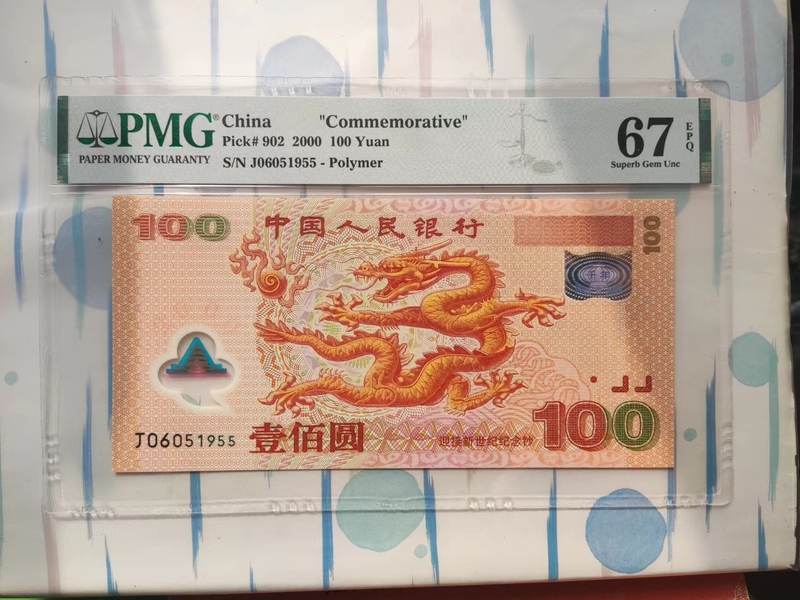 PMG®
PAPER MONEY GUARANTY
China "Commemorative"
Pick# 902 2000 100 Yuan
S/N J06051955 - Polymer
67 EPQ
Superb Gem Unc
100 中国人民银行 100
千年
J06051955 壹佰圆
迎接新世纪纪念钞 100